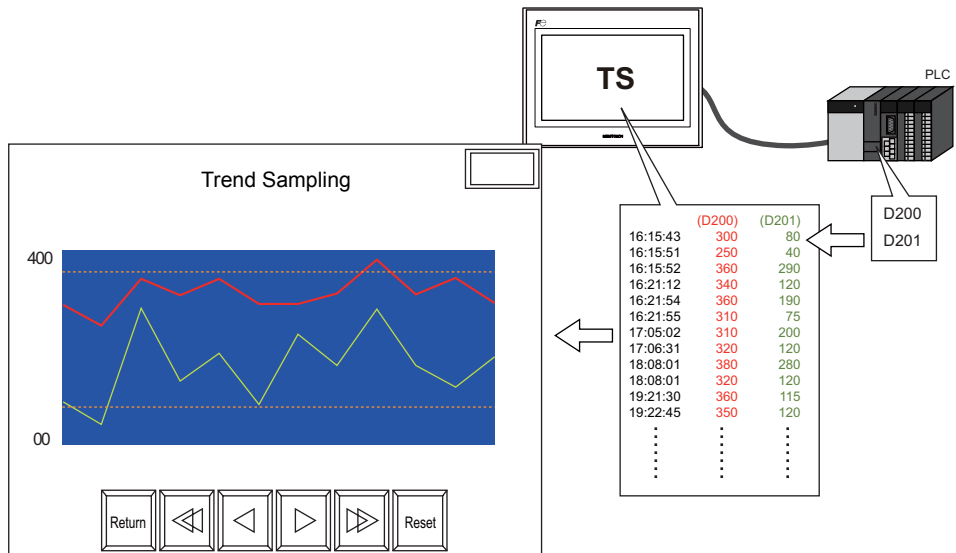 TS
PLC
D200
D201
(D200) (D201)
16:15:43 300 80
16:15:51 250 40
16:15:52 360 290
16:21:12 340 120
16:21:54 360 190
16:21:55 310 75
17:05:02 310 200
17:06:31 320 120
18:08:01 380 280
18:08:01 320 120
19:21:30 360 115
19:22:45 350 120
Trend Sampling
400
00
Return
Reset